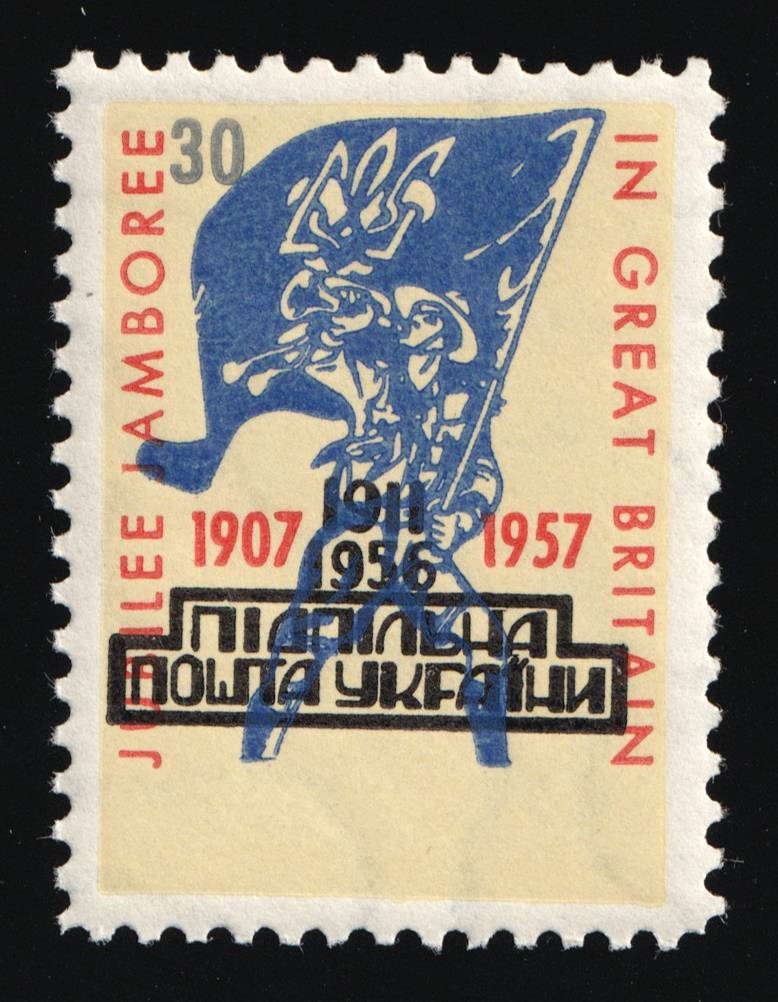 30
JUBILEE JAMBOREE
IN GREAT BRITAIN
1907
1957
1911
1956
ПІДПІЛЬНА
ПОШТА УКРАЇНИ